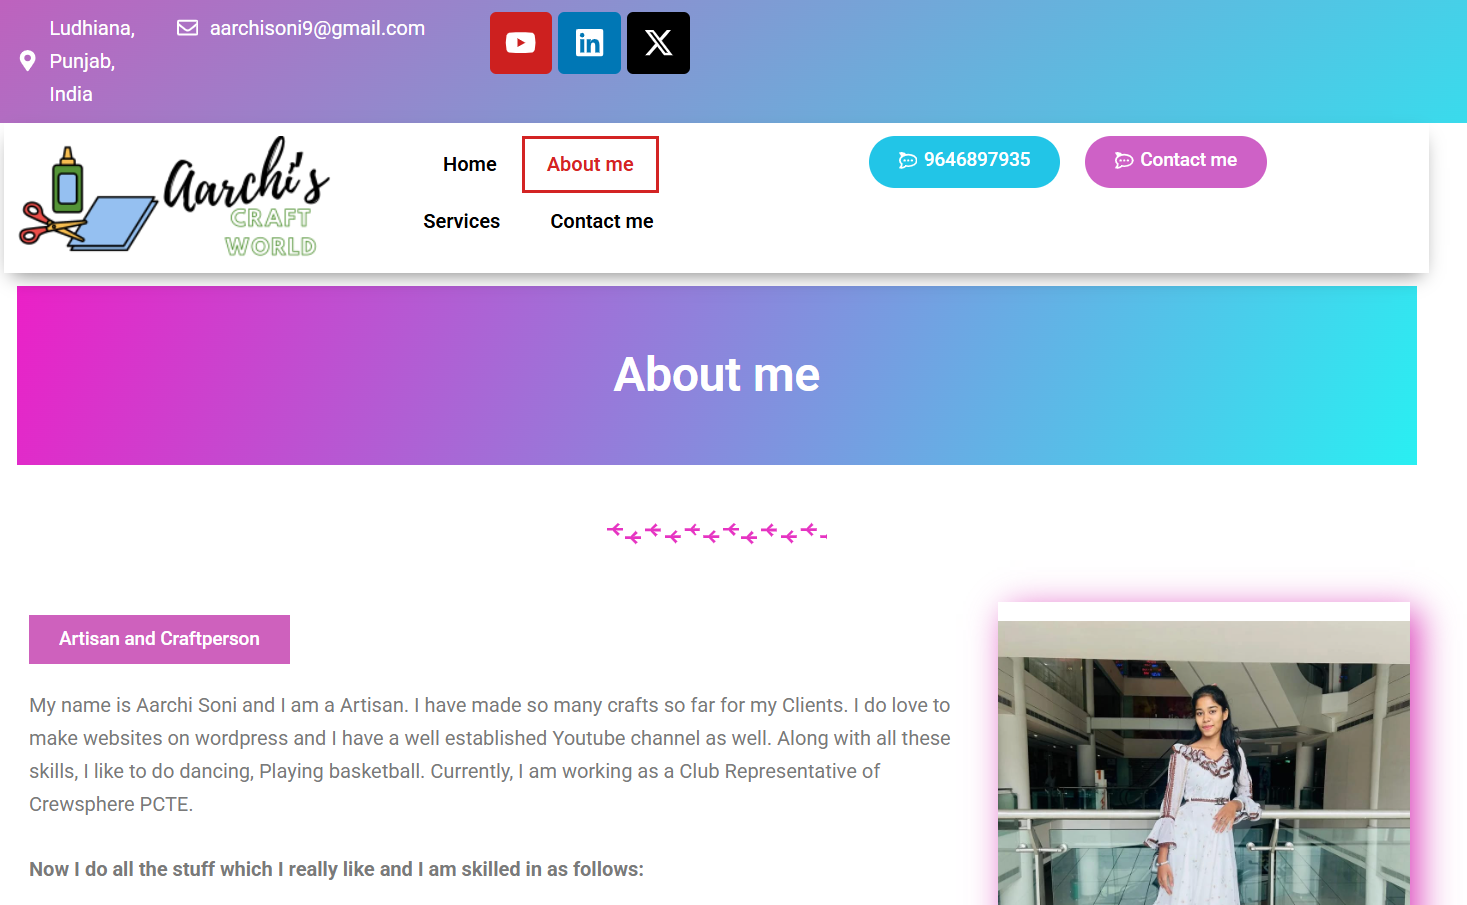 Ludhiana,
Punjab,
India
aarchisoni9@gmail.com
Aarchi's
CRAFT
WORLD
Home
About me
Services
Contact me
9646897935
Contact me
About me
Artisan and Craftperson
My name is Aarchi Soni and I am a Artisan. I have made so many crafts so far for my Clients. I do love to
make websites on wordpress and I have a well established Youtube channel as well. Along with all these
skills, I like to do dancing, Playing basketball. Currently, I am working as a Club Representative of
Crewsphere PCTE.
Now I do all the stuff which I really like and I am skilled in as follows: